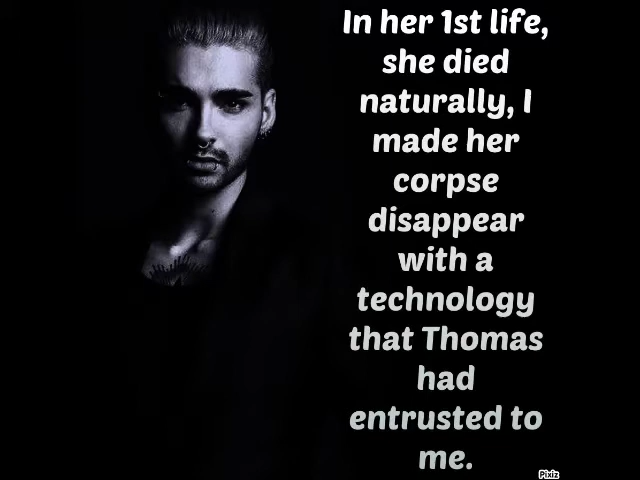 In her 1st life,
she died
naturally, I
made her
corpse
disappear
with a
technology
that Thomas
had
entrusted to
me.
Pixiz